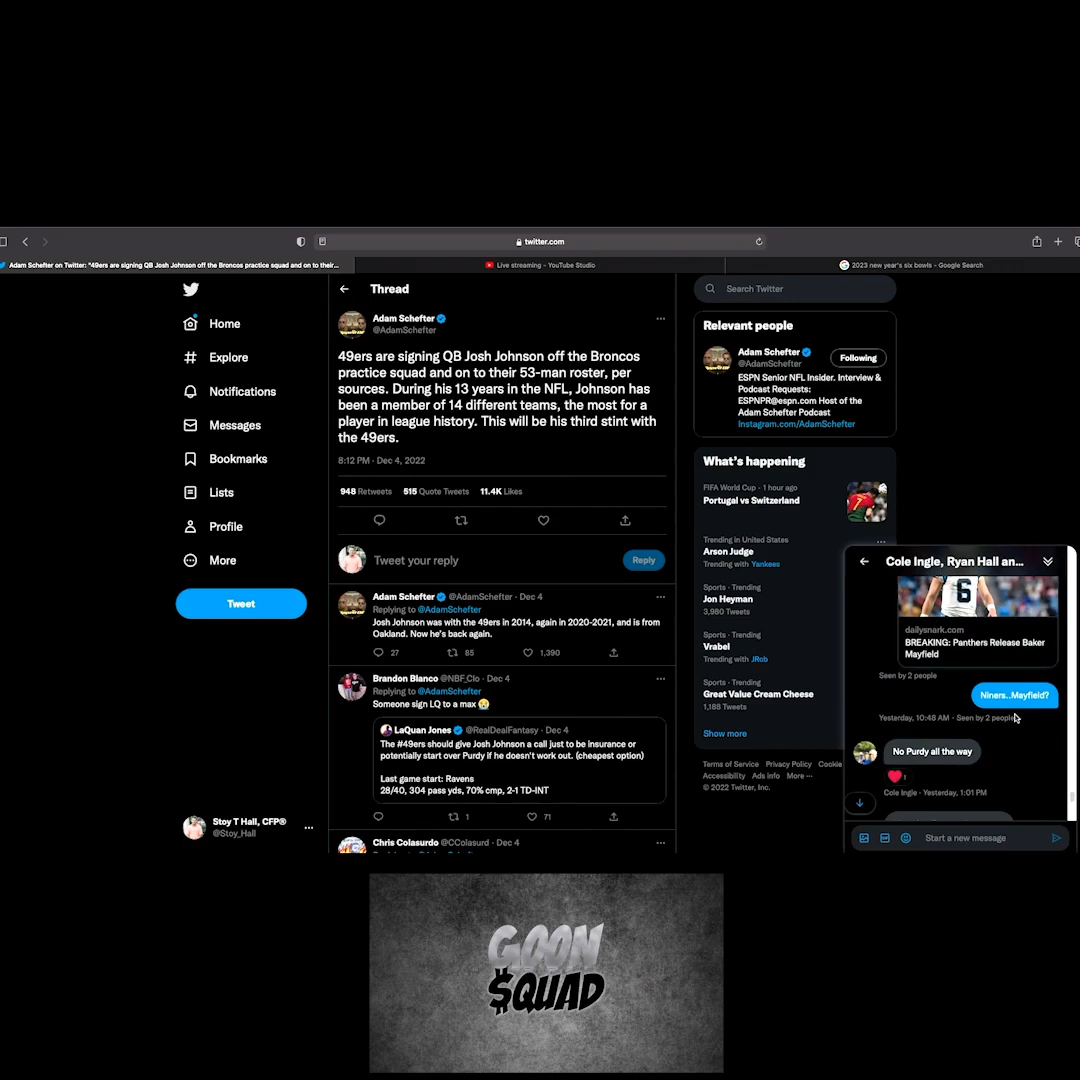 twitter.com
Adam Schefter on Twitter: "49ers are signing QB Josh Johnson off the Broncos practice squad and on to their...
Live streaming - YouTube Studio
2023 new year's six bowls - Google Search
Home
Explore
Notifications
Messages
Bookmarks
Lists
Profile
More
Tweet
Stoy T Hall, CFP®
@Stoy_Hall
Thread
Adam Schefter
@AdamSchefter
49ers are signing QB Josh Johnson off the Broncos
practice squad and on to their 53-man roster, per
sources. During his 13 years in the NFL, Johnson has
been a member of 14 different teams, the most for a
player in league history. This will be his third stint with
the 49ers.
8:12 PM · Dec 4, 2022
948 Retweets 515 Quote Tweets 11.4K Likes
Tweet your reply
Reply
Adam Schefter @AdamSchefter · Dec 4
Replying to @AdamSchefter
Josh Johnson was with the 49ers in 2014, again in 2020-2021, and is from
Oakland. Now he's back again.
27 85 1,390
Brandon Blanco @NBF_Clo · Dec 4
Replying to @AdamSchefter
Someone sign LQ to a max 😭
LaQuan Jones @RealDealFantasy · Dec 4
The #49ers should give Josh Johnson a call just to be insurance or
potentially start over Purdy if he doesn't work out. (cheapest option)
Last game start: Ravens
28/40, 304 pass yds, 70% cmp, 2-1 TD-INT
1 71
Chris Colasurdo @CColasurd · Dec 4
Search Twitter
Relevant people
Adam Schefter
@AdamSchefter
Following
ESPN Senior NFL Insider. Interview &
Podcast Requests:
ESPNPR@espn.com Host of the
Adam Schefter Podcast
Instagram.com/AdamSchefter
What's happening
FIFA World Cup · 1 hour ago
Portugal vs Switzerland
Trending in United States
Arson Judge
Trending with Yankees
Sports · Trending
Jon Heyman
3,980 Tweets
Sports · Trending
Vrabel
Trending with JRob
Sports · Trending
Great Value Cream Cheese
1,188 Tweets
Show more
Terms of Service Privacy Policy Cookie
Accessibility Ads info More ···
© 2022 Twitter, Inc.
Cole Ingle, Ryan Hall an...
6
dailysnark.com
BREAKING: Panthers Release Baker
Mayfield
Seen by 2 people
Niners..Mayfield?
Yesterday, 10:48 AM · Seen by 2 people
No Purdy all the way
1
Cole Ingle · Yesterday, 1:01 PM
Start a new message
GOON
$QUAD